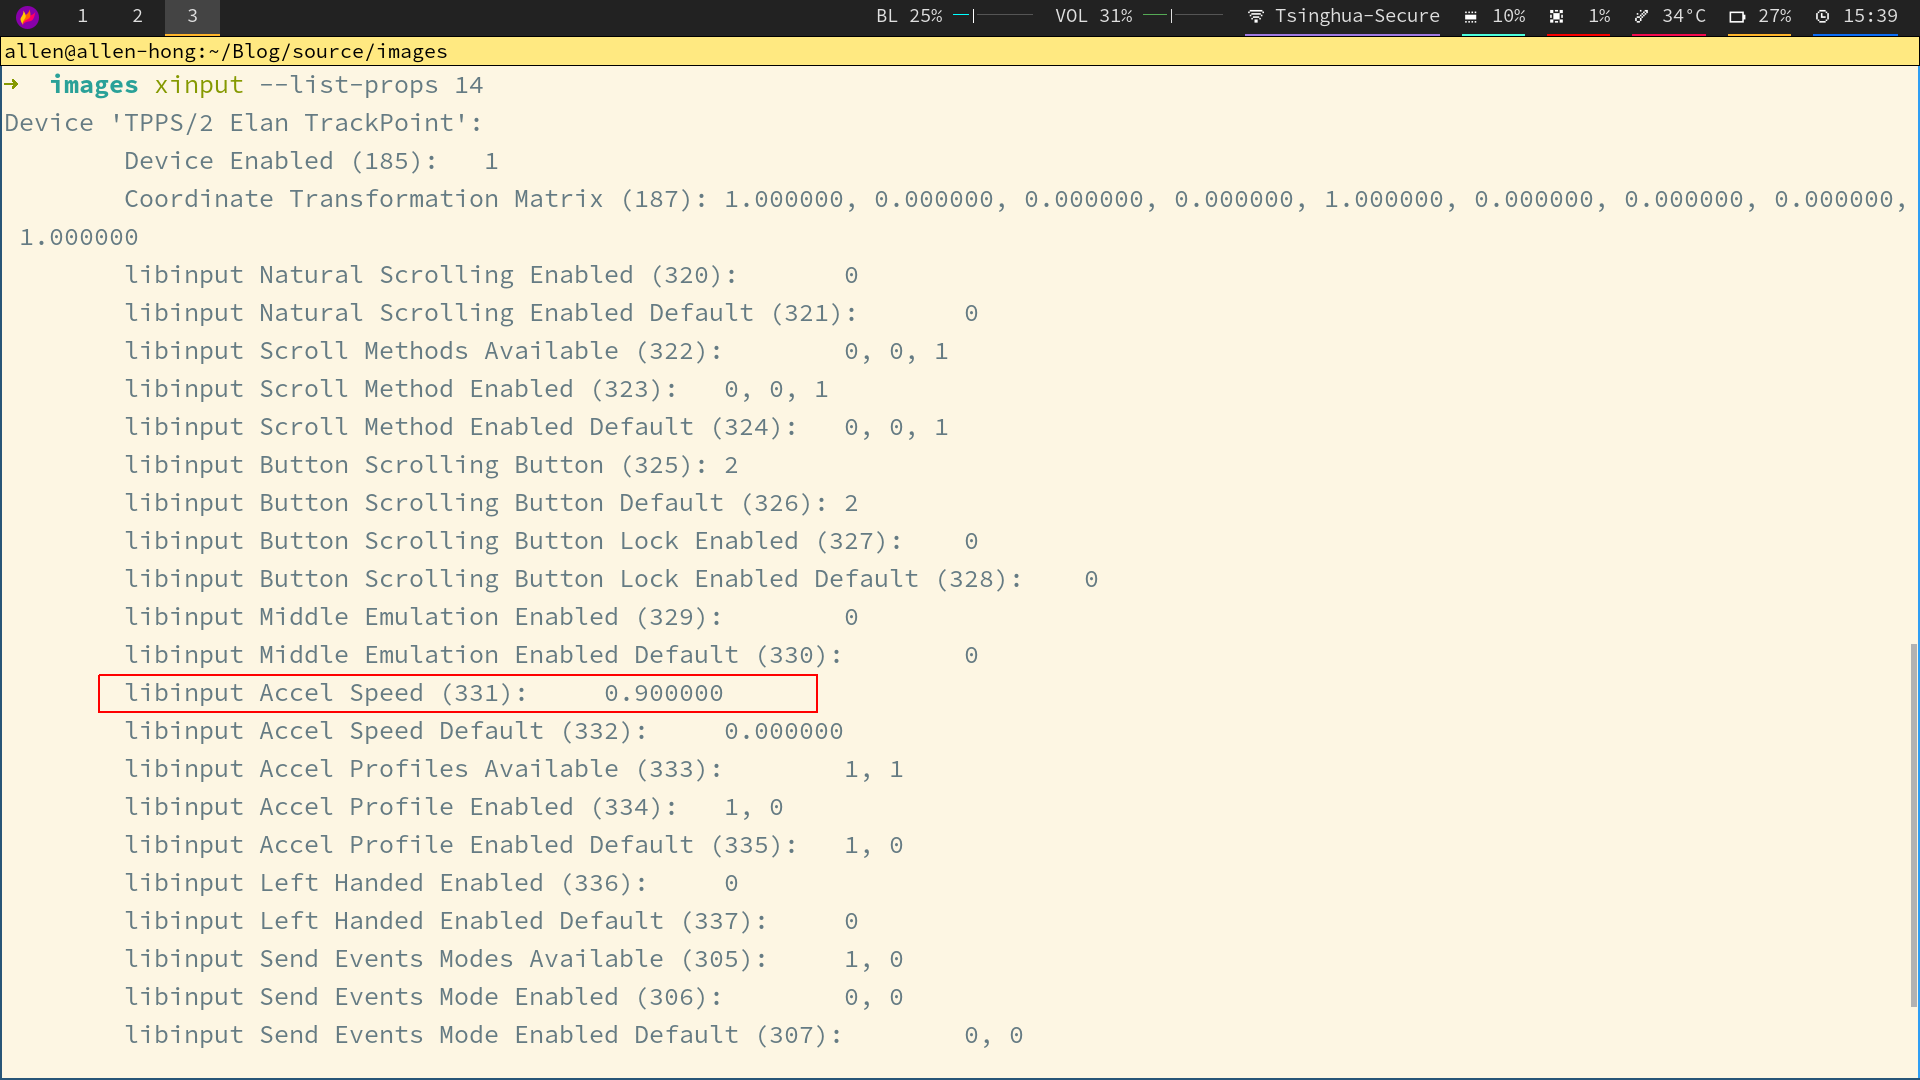 1 2 3 BL 25% VOL 31% Tsinghua-Secure 10% 1% 34°C 27% 15:39
allen@allen-hong:~/Blog/source/images
→ images xinput --list-props 14
Device 'TPPS/2 Elan TrackPoint':
Device Enabled (185): 1
Coordinate Transformation Matrix (187): 1.000000, 0.000000, 0.000000, 0.000000, 1.000000, 0.000000, 0.000000, 0.000000,
1.000000
libinput Natural Scrolling Enabled (320): 0
libinput Natural Scrolling Enabled Default (321): 0
libinput Scroll Methods Available (322): 0, 0, 1
libinput Scroll Method Enabled (323): 0, 0, 1
libinput Scroll Method Enabled Default (324): 0, 0, 1
libinput Button Scrolling Button (325): 2
libinput Button Scrolling Button Default (326): 2
libinput Button Scrolling Button Lock Enabled (327): 0
libinput Button Scrolling Button Lock Enabled Default (328): 0
libinput Middle Emulation Enabled (329): 0
libinput Middle Emulation Enabled Default (330): 0
libinput Accel Speed (331): 0.900000
libinput Accel Speed Default (332): 0.000000
libinput Accel Profiles Available (333): 1, 1
libinput Accel Profile Enabled (334): 1, 0
libinput Accel Profile Enabled Default (335): 1, 0
libinput Left Handed Enabled (336): 0
libinput Left Handed Enabled Default (337): 0
libinput Send Events Modes Available (305): 1, 0
libinput Send Events Mode Enabled (306): 0, 0
libinput Send Events Mode Enabled Default (307): 0, 0